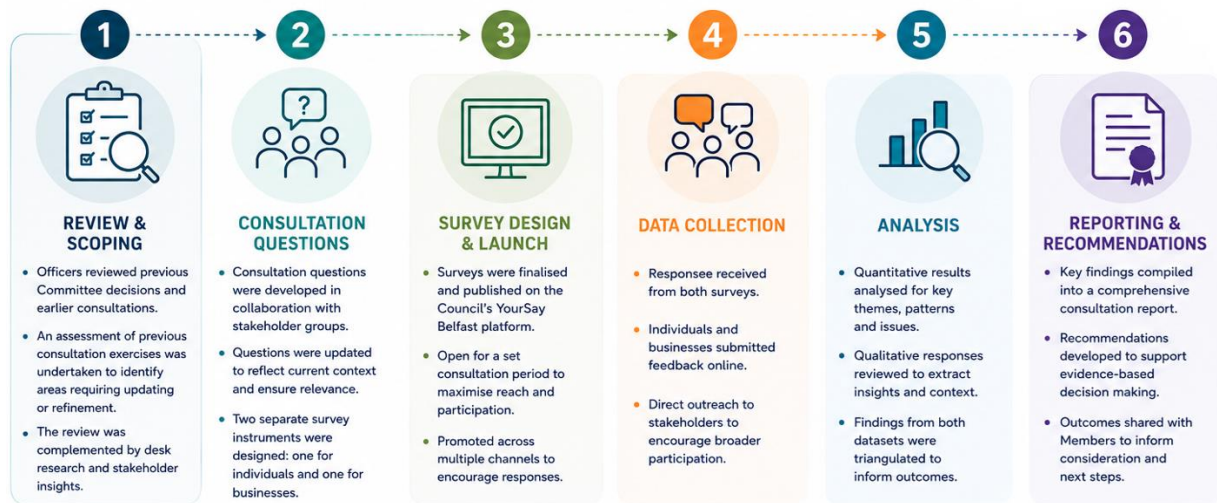 1
2
3
4
5
6
?
REVIEW &
SCOPING
• Officers reviewed previous
Committee decisions and
earlier consultations.
• An assessment of previous
consultation exercises was
undertaken to identify
areas requiring updating
or refinement.
• The review was
complemented by desk
research and stakeholder
insights.
CONSULTATION
QUESTIONS
• Consultation questions
were developed in
collaboration with
stakeholder groups.
• Questions were updated
to reflect current context
and ensure relevance.
• Two separate survey
instruments were
designed: one for
individuals and one for
businesses.
SURVEY DESIGN
& LAUNCH
• Surveys were finalised
and published on the
Council's YourSay
Belfast platform.
• Open for a set
consultation period to
maximise reach and
participation.
• Promoted across
multiple channels to
encourage responses.
DATA COLLECTION
• Responsee received
from both surveys.
• Individuals and
businesses submitted
feedback online.
• Direct outreach to
stakeholders to
encourage broader
participation.
ANALYSIS
• Quantitative results
analysed for key
themes, patterns
and issues.
• Qualitative responses
reviewed to extract
insights and context.
• Findings from both
datasets were
triangulated to
inform outcomes.
REPORTING &
RECOMMENDATIONS
• Key findings compiled
into a comprehensive
consultation report.
• Recommendations
developed to support
evidence-based
decision making.
• Outcomes shared with
Members to inform
consideration and
next steps.